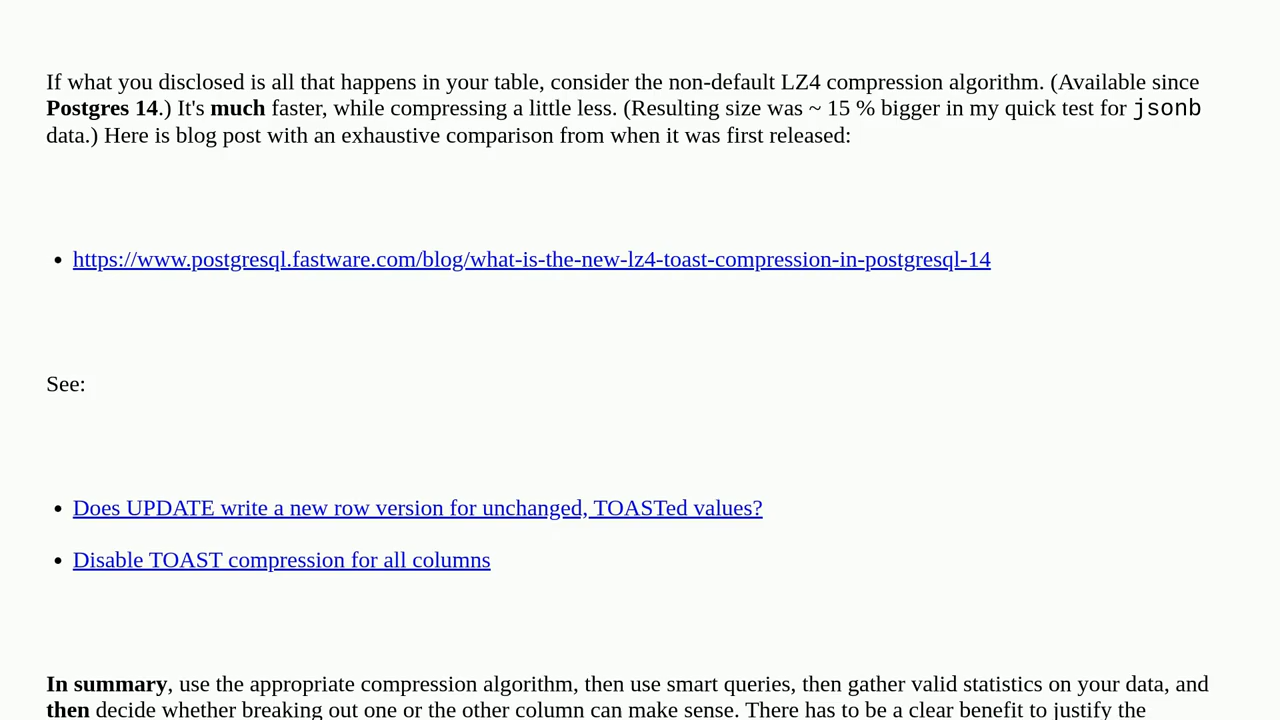 If what you disclosed is all that happens in your table, consider the non-default LZ4 compression algorithm. (Available since
Postgres 14.) It's much faster, while compressing a little less. (Resulting size was ~ 15 % bigger in my quick test for jsonb
data.) Here is blog post with an exhaustive comparison from when it was first released:
• https://www.postgresql.fastware.com/blog/what-is-the-new-lz4-toast-compression-in-postgresql-14
See:
• Does UPDATE write a new row version for unchanged, TOASTed values?
• Disable TOAST compression for all columns
In summary, use the appropriate compression algorithm, then use smart queries, then gather valid statistics on your data, and
then decide whether breaking out one or the other column can make sense. There has to be a clear benefit to justify the